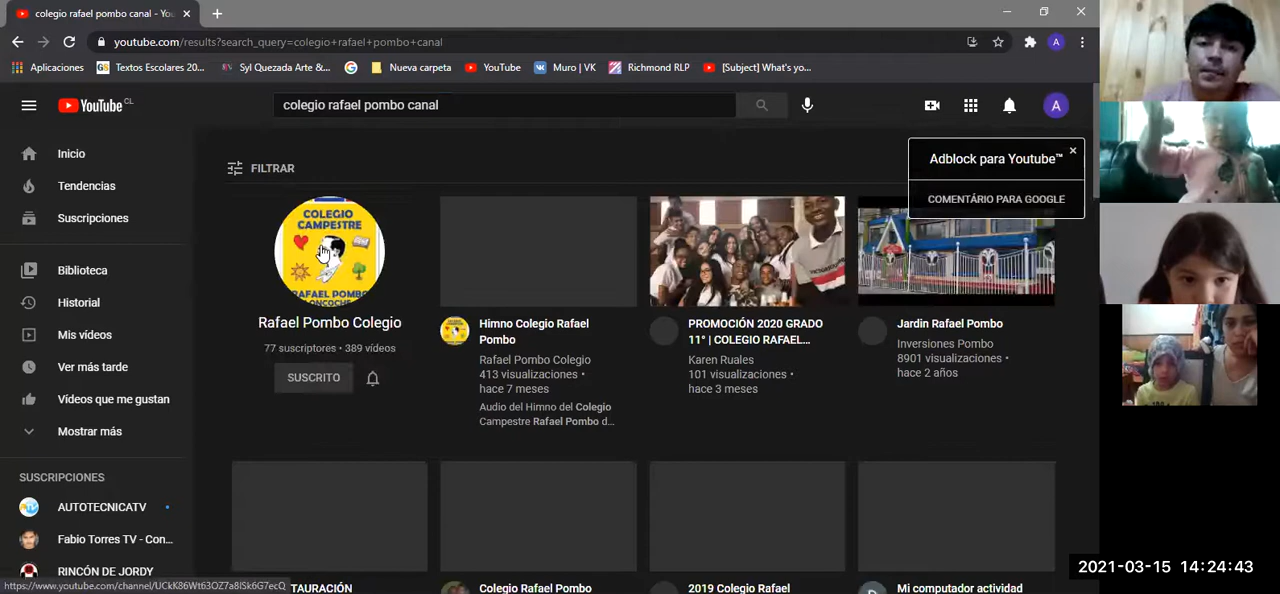 colegio rafael pombo canal - You
youtube.com/results?search_query=colegio+rafael+pombo+canal
A
Aplicaciones
GS
Textos Escolares 20...
Syl Quezada Arte &...
Nueva carpeta
YouTube
Muro | VK
Richmond RLP
[Subject] What's yo...
YouTube CL
colegio rafael pombo canal
A
Inicio
Tendencias
Suscripciones
Biblioteca
Historial
Mis vídeos
Ver más tarde
Vídeos que me gustan
Mostrar más
SUSCRIPCIONES
AUTOTECNICATV
Fabio Torres TV - Con...
RINCÓN DE JORDY
FILTRAR
Adblock para Youtube™
COMENTÁRIO PARA GOOGLE
COLEGIO
CAMPESTRE
RAFAEL POMBO
Rafael Pombo Colegio
77 suscriptores • 389 vídeos
SUSCRITO
Himno Colegio Rafael
Pombo
Rafael Pombo Colegio
413 visualizaciones •
hace 7 meses
Audio del Himno del Colegio
Campestre Rafael Pombo d...
PROMOCIÓN 2020 GRADO
11° | COLEGIO RAFAEL...
Karen Ruales
101 visualizaciones •
hace 3 meses
Jardin Rafael Pombo
Inversiones Pombo
8901 visualizaciones •
hace 2 años
TAURACIÓN
Colegio Rafael Pombo
2019 Colegio Rafael
Mi computador actividad
2021-03-15 14:24:43